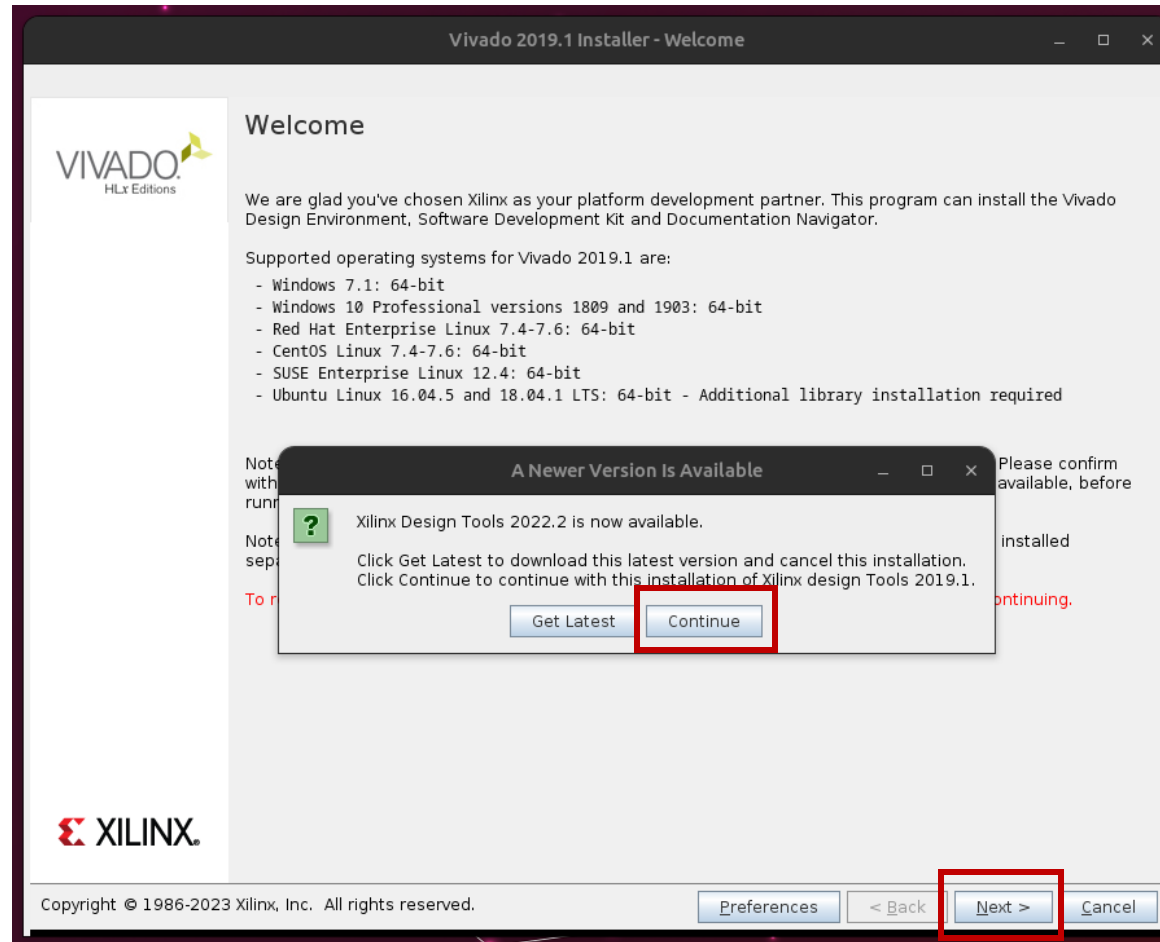 Vivado 2019.1 Installer - Welcome
VIVADO.
HLx Editions
Welcome
We are glad you've chosen Xilinx as your platform development partner. This program can install the Vivado
Design Environment, Software Development Kit and Documentation Navigator.
Supported operating systems for Vivado 2019.1 are:
- Windows 7.1: 64-bit
- Windows 10 Professional versions 1809 and 1903: 64-bit
- Red Hat Enterprise Linux 7.4-7.6: 64-bit
- CentOS Linux 7.4-7.6: 64-bit
- SUSE Enterprise Linux 12.4: 64-bit
- Ubuntu Linux 16.04.5 and 18.04.1 LTS: 64-bit - Additional library installation required
Note
Please confirm
with
available, before
Note
installed
To r
A Newer Version Is Available
? Xilinx Design Tools 2022.2 is now available.
Click Get Latest to download this latest version and cancel this installation.
Click Continue to continue with this installation of Xilinx design Tools 2019.1.
Get Latest Continue
XILINX®
Copyright © 1986-2023 Xilinx, Inc. All rights reserved.
Preferences < Back Next > Cancel